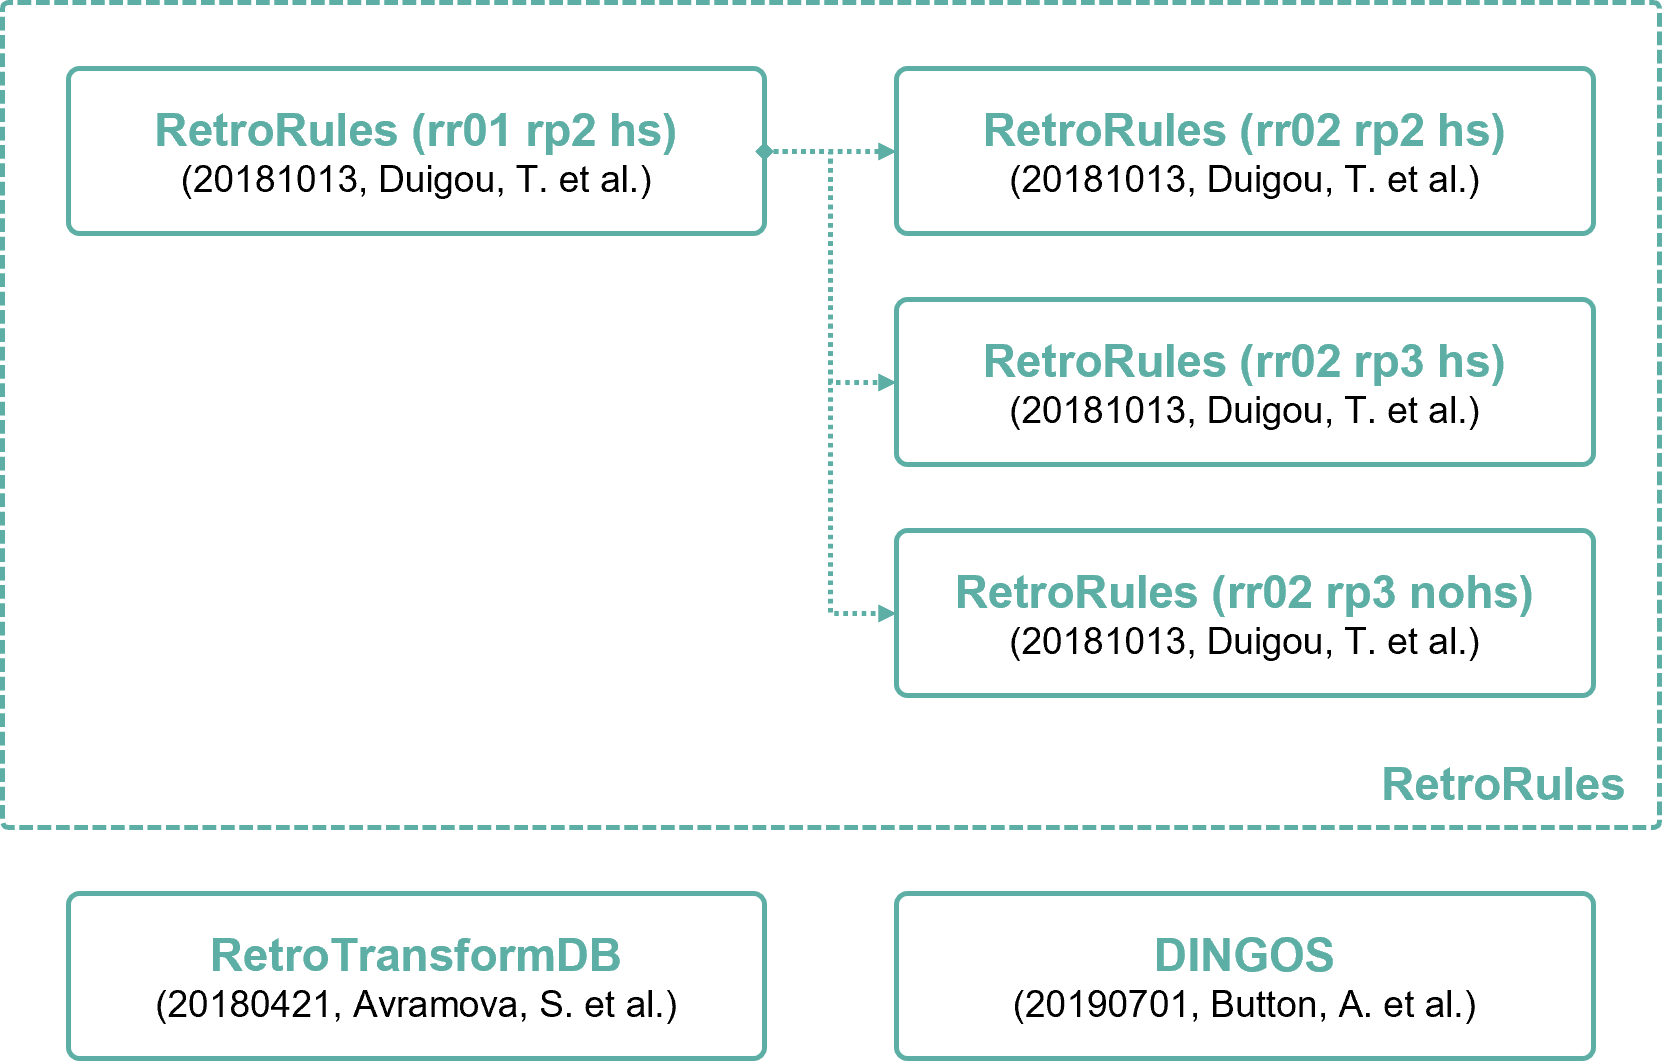 RetroRules (rr01 rp2 hs)
(20181013, Duigou, T. et al.)
RetroRules (rr02 rp2 hs)
(20181013, Duigou, T. et al.)
RetroRules (rr02 rp3 hs)
(20181013, Duigou, T. et al.)
RetroRules (rr02 rp3 nohs)
(20181013, Duigou, T. et al.)
RetroRules
RetroTransformDB
(20180421, Avramova, S. et al.)
DINGOS
(20190701, Button, A. et al.)